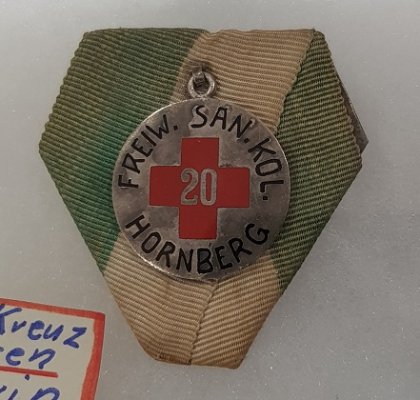 FREIW. SAN. KOL.
20
HORNBERG
Kreuz